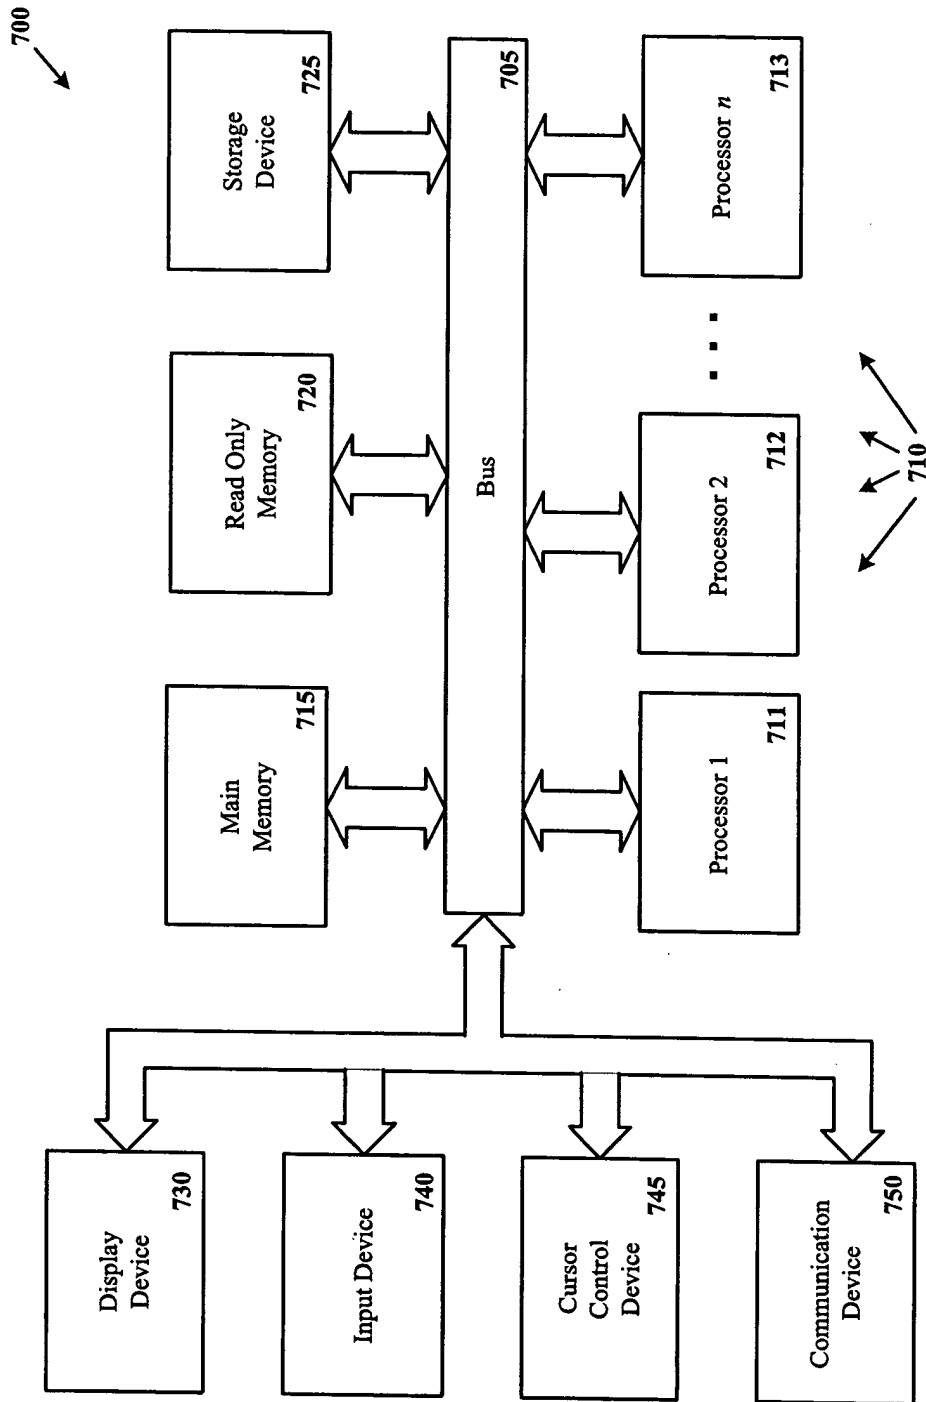 700
Display
Device
730
Input Device
740
Cursor
Control
Device
745
Communication
Device
750
Main
Memory
715
Read Only
Memory
720
Storage
Device
725
Bus
705
Processor 1
711
Processor 2
712
. . .
Processor n
713
710